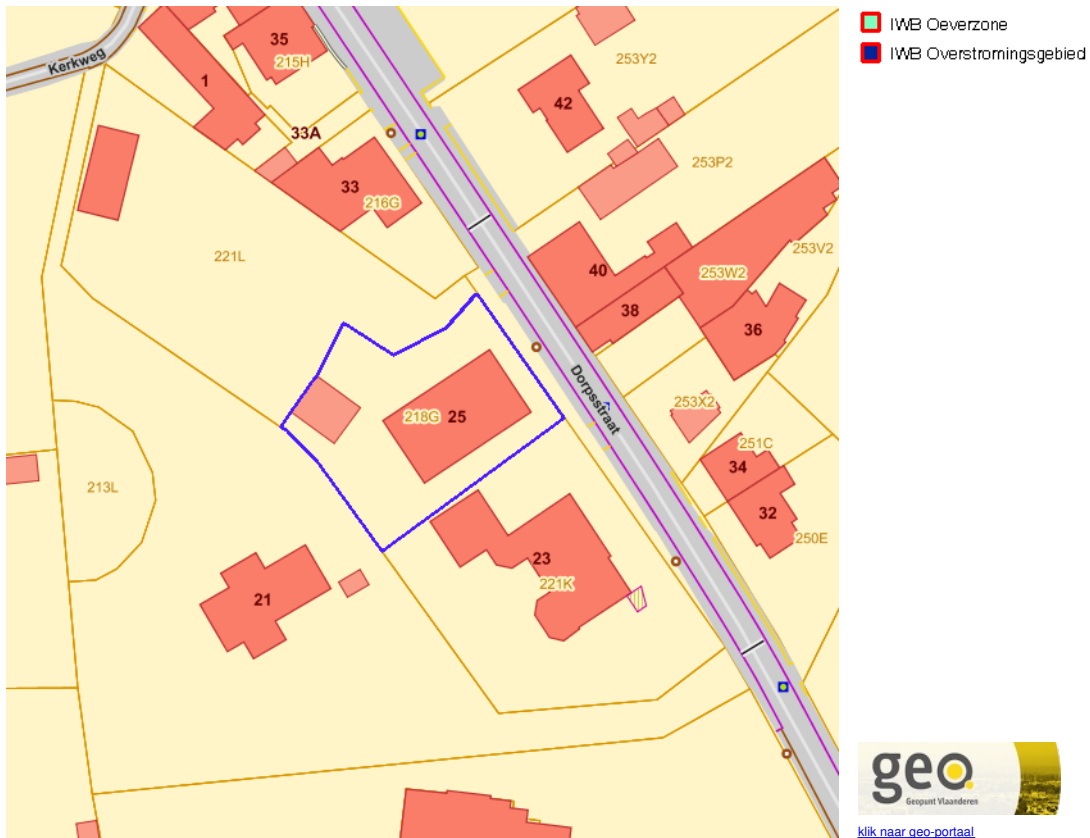 IWB Oeverzone
IWB Overstromingsgebied
Kerkweg
35
215H
1
33A
33
216G
42
253Y2
253P2
253V2
253W2
221L
40
38
36
Dorpsstraat
253X2
218G
25
251C
34
32
250E
213L
23
221K
21
geo.
Geopunt Vlaanderen
klik naar geo-portaal